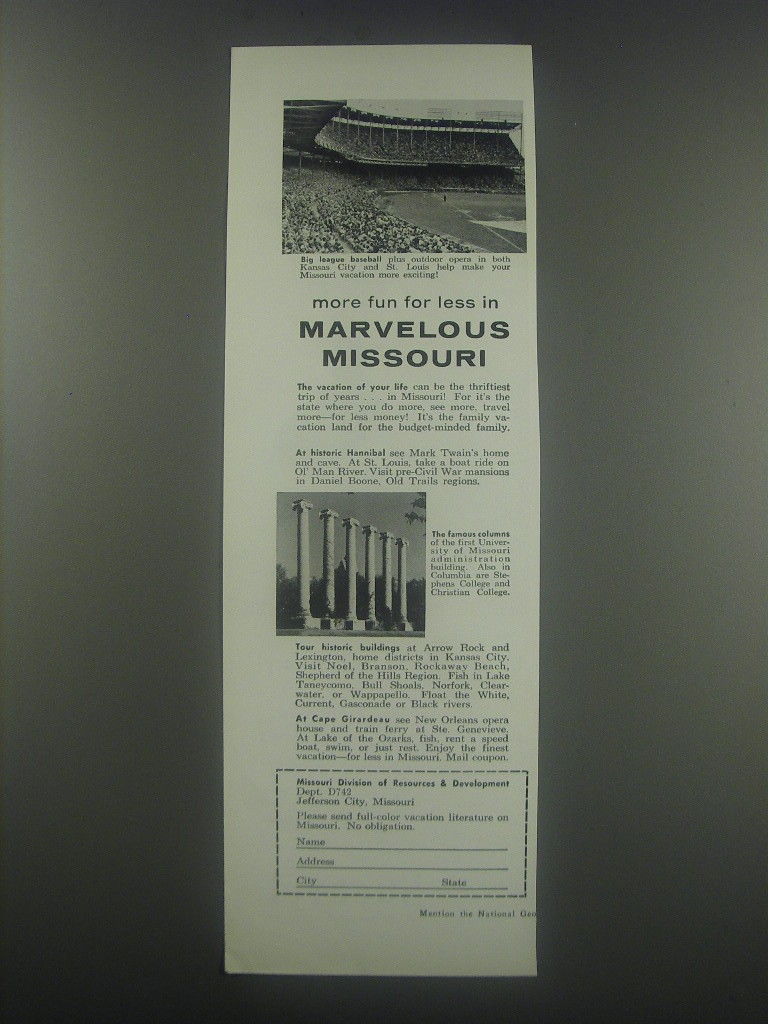 Big league baseball plus outdoor opera in both
Kansas City and St. Louis help make your
Missouri vacation more exciting!
more fun for less in
MARVELOUS
MISSOURI
The vacation of your life can be the thriftiest
trip of years . . . in Missouri! For it's the
state where you do more, see more, travel
more—for less money! It's the family va-
cation land for the budget-minded family.
At historic Hannibal see Mark Twain's home
and cave. At St. Louis, take a boat ride on
Ol' Man River. Visit pre-Civil War mansions
in Daniel Boone, Old Trails regions.
The famous columns
of the first Univer-
sity of Missouri
administration
building. Also in
Columbia are Ste-
phens College and
Christian College.
Tour historic buildings at Arrow Rock and
Lexington, home districts in Kansas City.
Visit Noel, Branson, Rockaway Beach,
Shepherd of the Hills Region. Fish in Lake
Taneycomo, Bull Shoals, Norfork, Clear-
water, or Wappapello. Float the White,
Current, Gasconade or Black rivers.
At Cape Girardeau see New Orleans opera
house and train ferry at Ste. Genevieve.
At Lake of the Ozarks, fish, rent a speed
boat, swim, or just rest. Enjoy the finest
vacation—for less in Missouri. Mail coupon.
Missouri Division of Resources & Development
Dept. D742
Jefferson City, Missouri
Please send full-color vacation literature on
Missouri. No obligation.
Name
Address
City State
Mention the National Geo